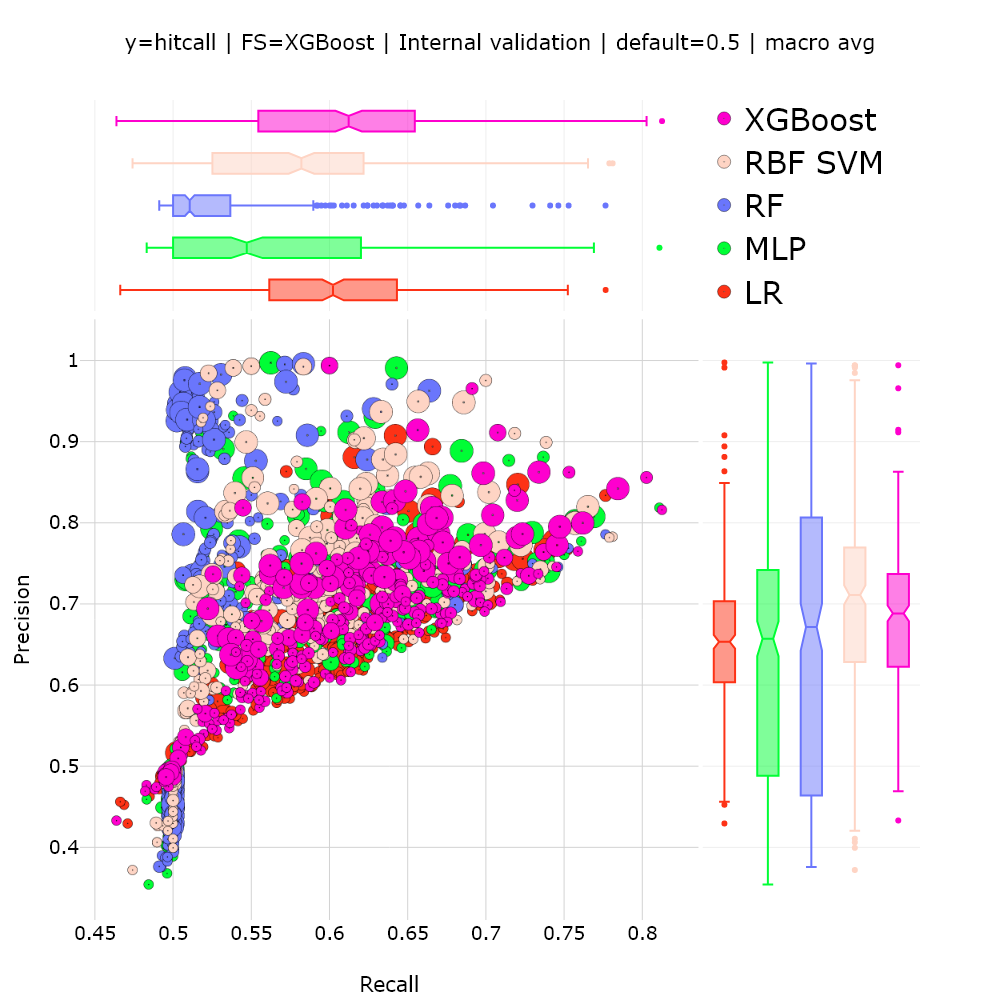 y=hitcall | FS=XGBoost | Internal validation | default=0.5 | macro avg
XGBoost
RBF SVM
RF
MLP
LR
1
0.9
0.8
0.7
0.6
0.5
0.4
Precision
0.45 0.5 0.55 0.6 0.65 0.7 0.75 0.8
Recall